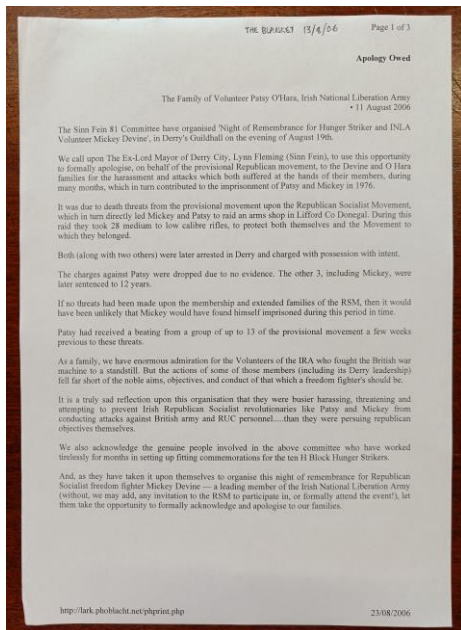 THE BLANKET 13/8/06 Page 1 of 3
Apology Owed
The Family of Volunteer Patsy O'Hara, Irish National Liberation Army
• 11 August 2006
The Sinn Fein 81 Committee have organised 'Night of Remembrance for Hunger Striker and INLA
Volunteer Mickey Devine', in Derry's Guildhall on the evening of August 19th.
We call upon The Ex-Lord Mayor of Derry City, Lynn Fleming (Sinn Fein), to use this opportunity
to formally apologise, on behalf of the provisional Republican movement, to the Devine and O Hara
families for the harassment and attacks which both suffered at the hands of their members, during
many months, which in turn contributed to the imprisonment of Patsy and Mickey in 1976.
It was due to death threats from the provisional movement upon the Republican Socialist Movement,
which in turn directly led Mickey and Patsy to raid an arms shop in Lifford Co Donegal. During this
raid they took 28 medium to low calibre rifles, to protect both themselves and the Movement to
which they belonged.
Both (along with two others) were later arrested in Derry and charged with possession with intent.
The charges against Patsy were dropped due to no evidence. The other 3, including Mickey, were
later sentenced to 12 years.
If no threats had been made upon the membership and extended families of the RSM, then it would
have been unlikely that Mickey would have found himself imprisoned during this period in time.
Patsy had received a beating from a group of up to 13 of the provisional movement a few weeks
previous to these threats.
As a family, we have enormous admiration for the Volunteers of the IRA who fought the British war
machine to a standstill. But the actions of some of those members (including its Derry leadership)
fell far short of the noble aims, objectives, and conduct of that which a freedom fighter's should be.
It is a truly sad reflection upon this organisation that they were busier harassing, threatening and
attempting to prevent Irish Republican Socialist revolutionaries like Patsy and Mickey from
conducting attacks against British army and RUC personnel.....than they were persuing republican
objectives themselves.
We also acknowledge the genuine people involved in the above committee who have worked
tirelessly for months in setting up fitting commemorations for the ten H Block Hunger Strikers.
And, as they have taken it upon themselves to organise this night of remembrance for Republican
Socialist freedom fighter Mickey Devine — a leading member of the Irish National Liberation Army
(without, we may add, any invitation to the RSM to participate in, or formally attend the event!), let
them take the opportunity to formally acknowledge and apologise to our families.
http://lark.phoblacht.net/phprint.php 23/08/2006